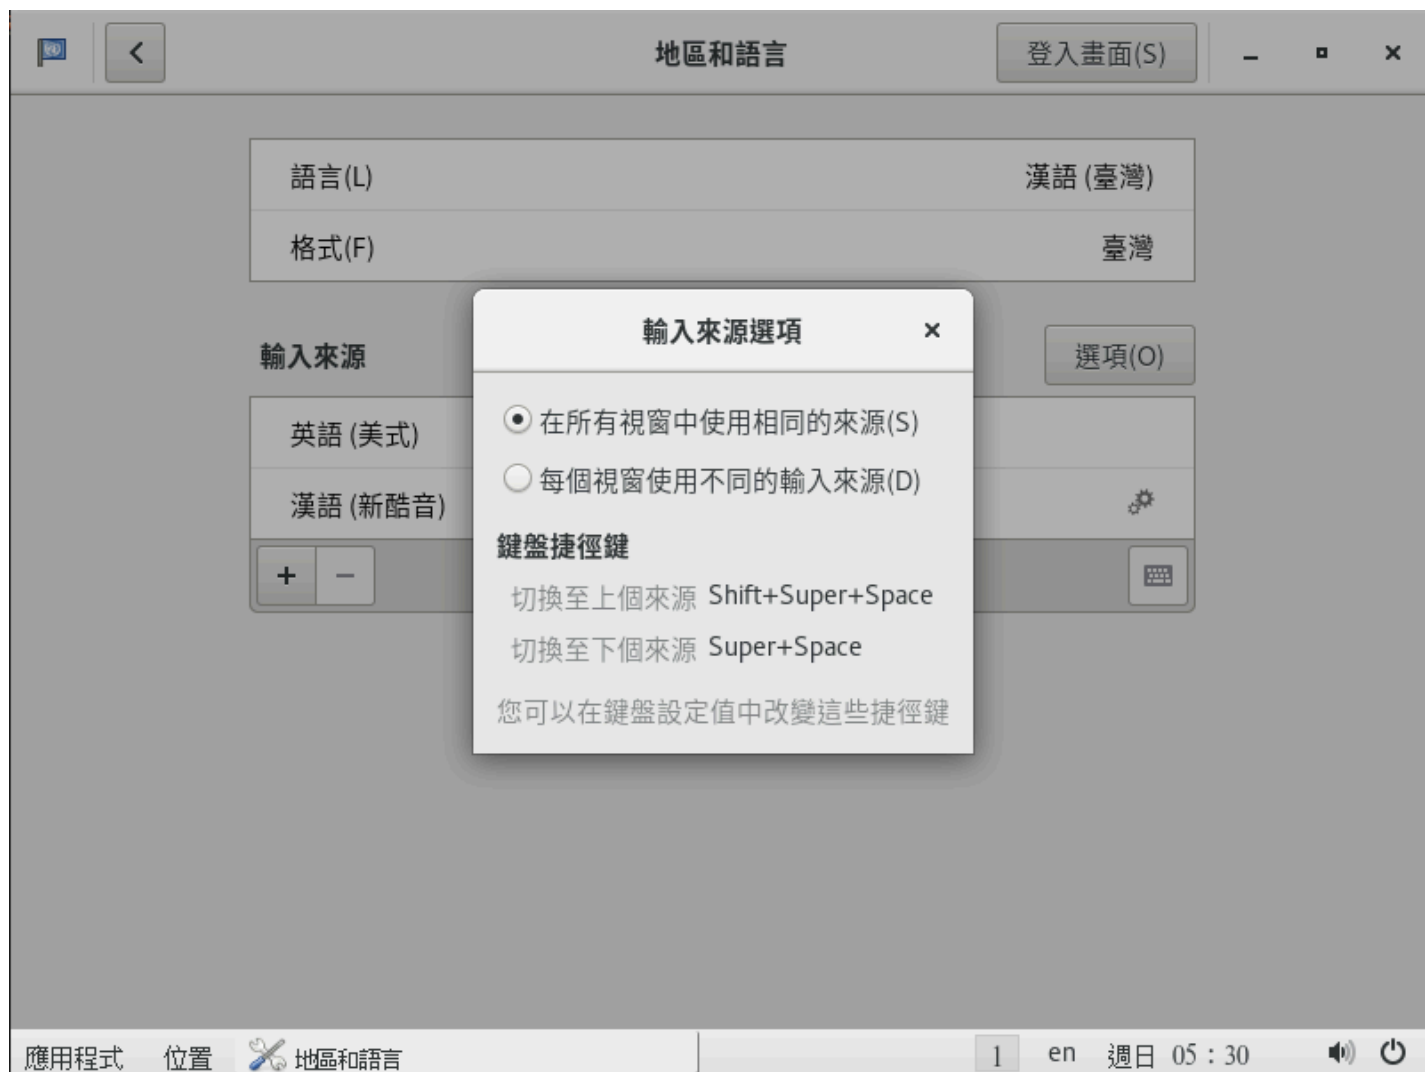 地區和語言
登入畫面(S)
語言(L) 漢語 (臺灣)
格式(F) 臺灣
輸入來源
選項(O)
英語 (美式)
漢語 (新酷音)
輸入來源選項
在所有視窗中使用相同的來源(S)
每個視窗使用不同的輸入來源(D)
鍵盤捷徑鍵
切換至上個來源 Shift+Super+Space
切換至下個來源 Super+Space
您可以在鍵盤設定值中改變這些捷徑鍵
應用程式 位置 地區和語言 1 en 週日 05:30